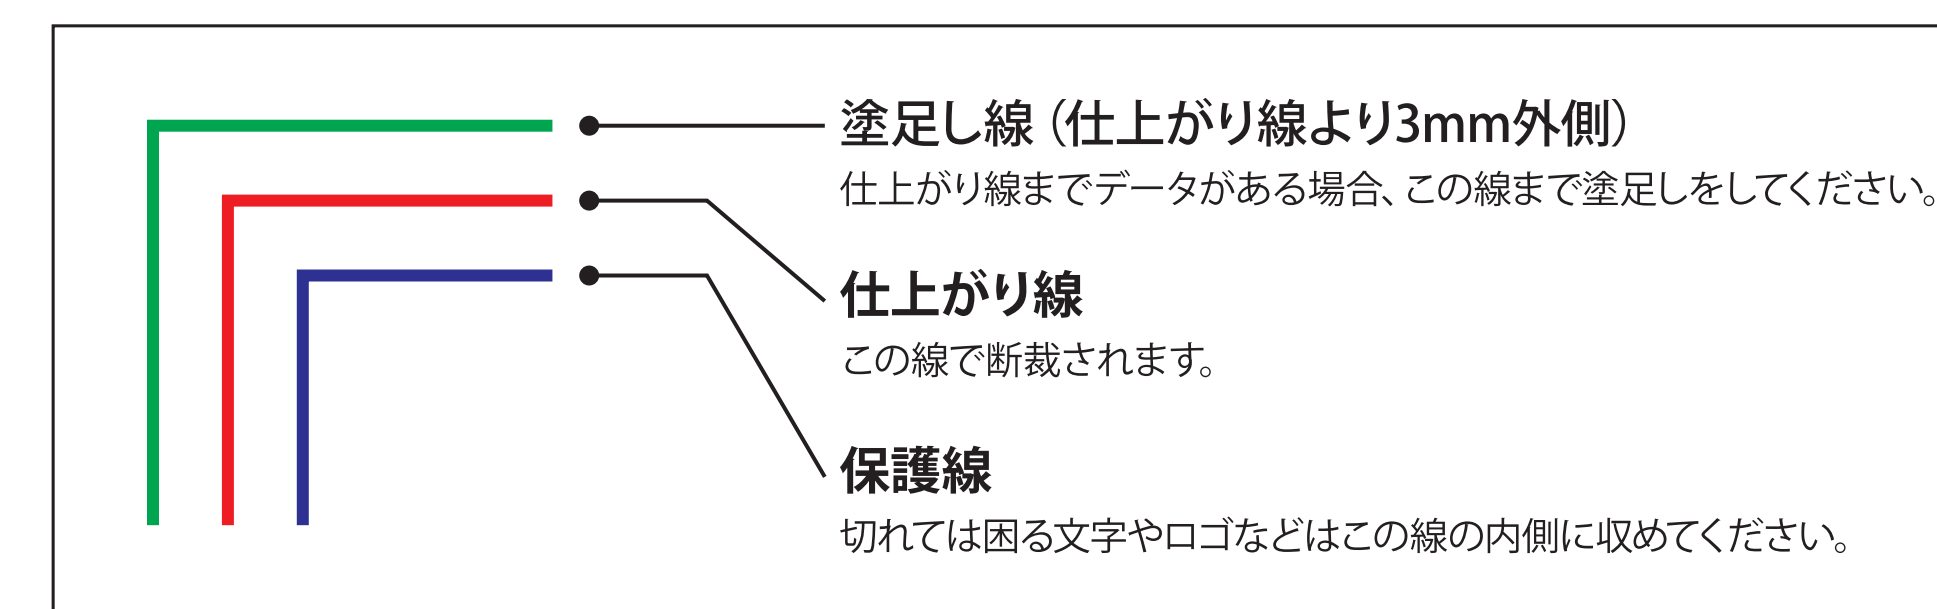 塗足し線（仕上がり線より3mm外側）
仕上がり線までデータがある場合、この線まで塗足しをしてください。
仕上がり線
この線で断裁されます。
保護線
切れては困る文字やロゴなどはこの線の内側に収めてください。